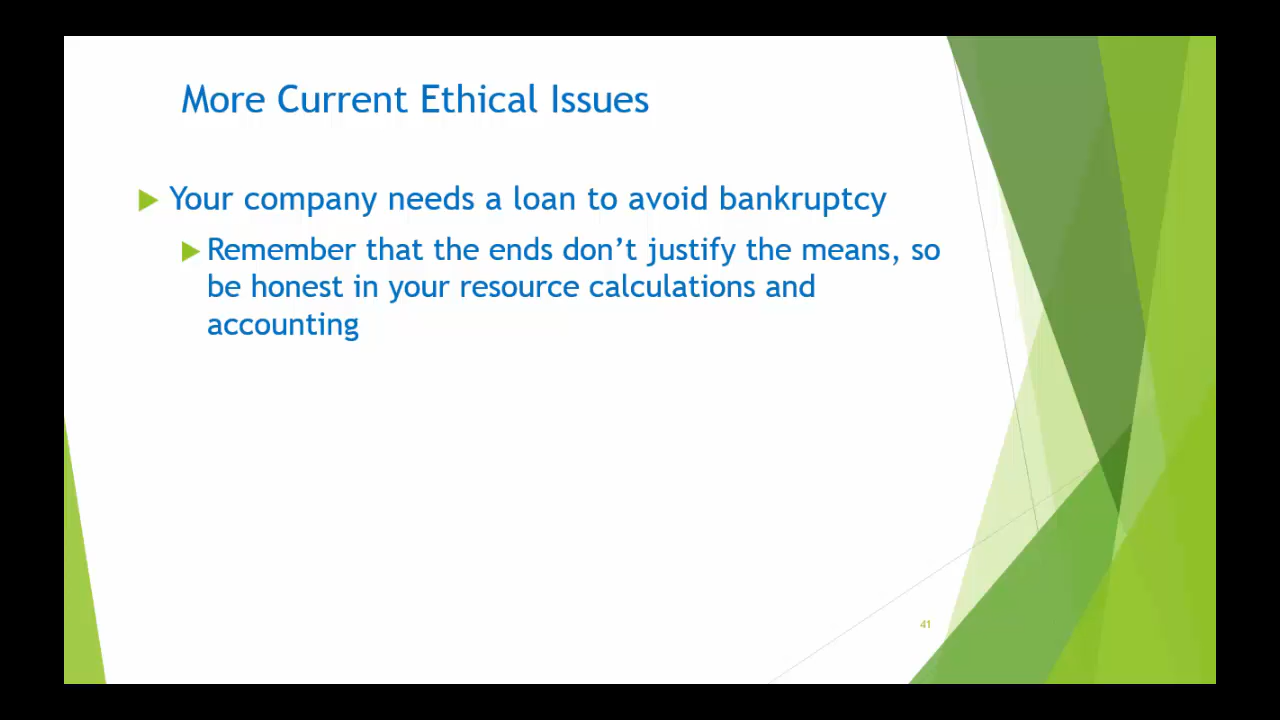 More Current Ethical Issues
Your company needs a loan to avoid bankruptcy
Remember that the ends don’t justify the means, so
be honest in your resource calculations and
accounting
41